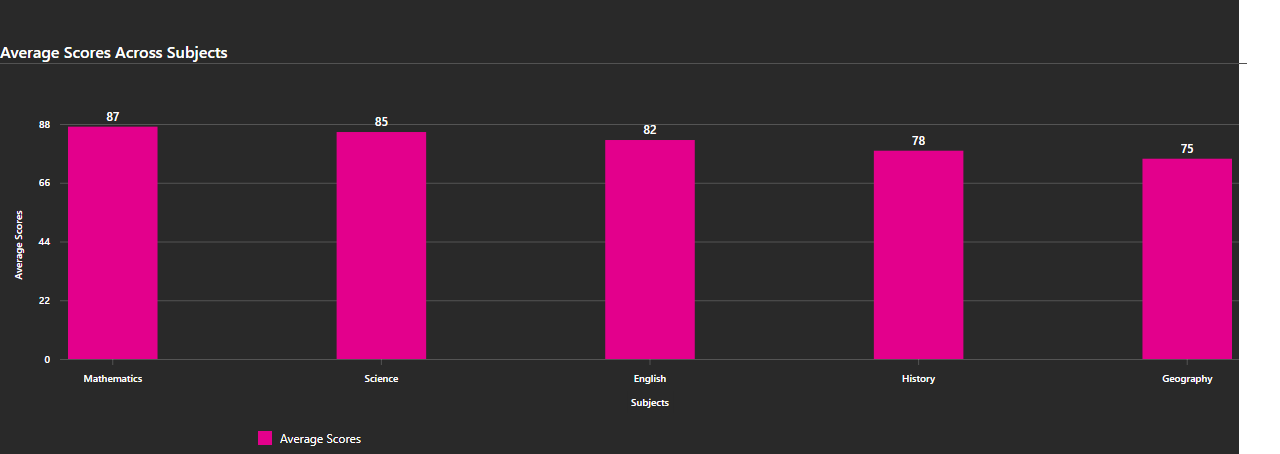 Average Scores Across Subjects
87
85
82
78
75
88
66
44
22
0
Average Scores
Mathematics
Science
English
History
Geography
Subjects
Average Scores